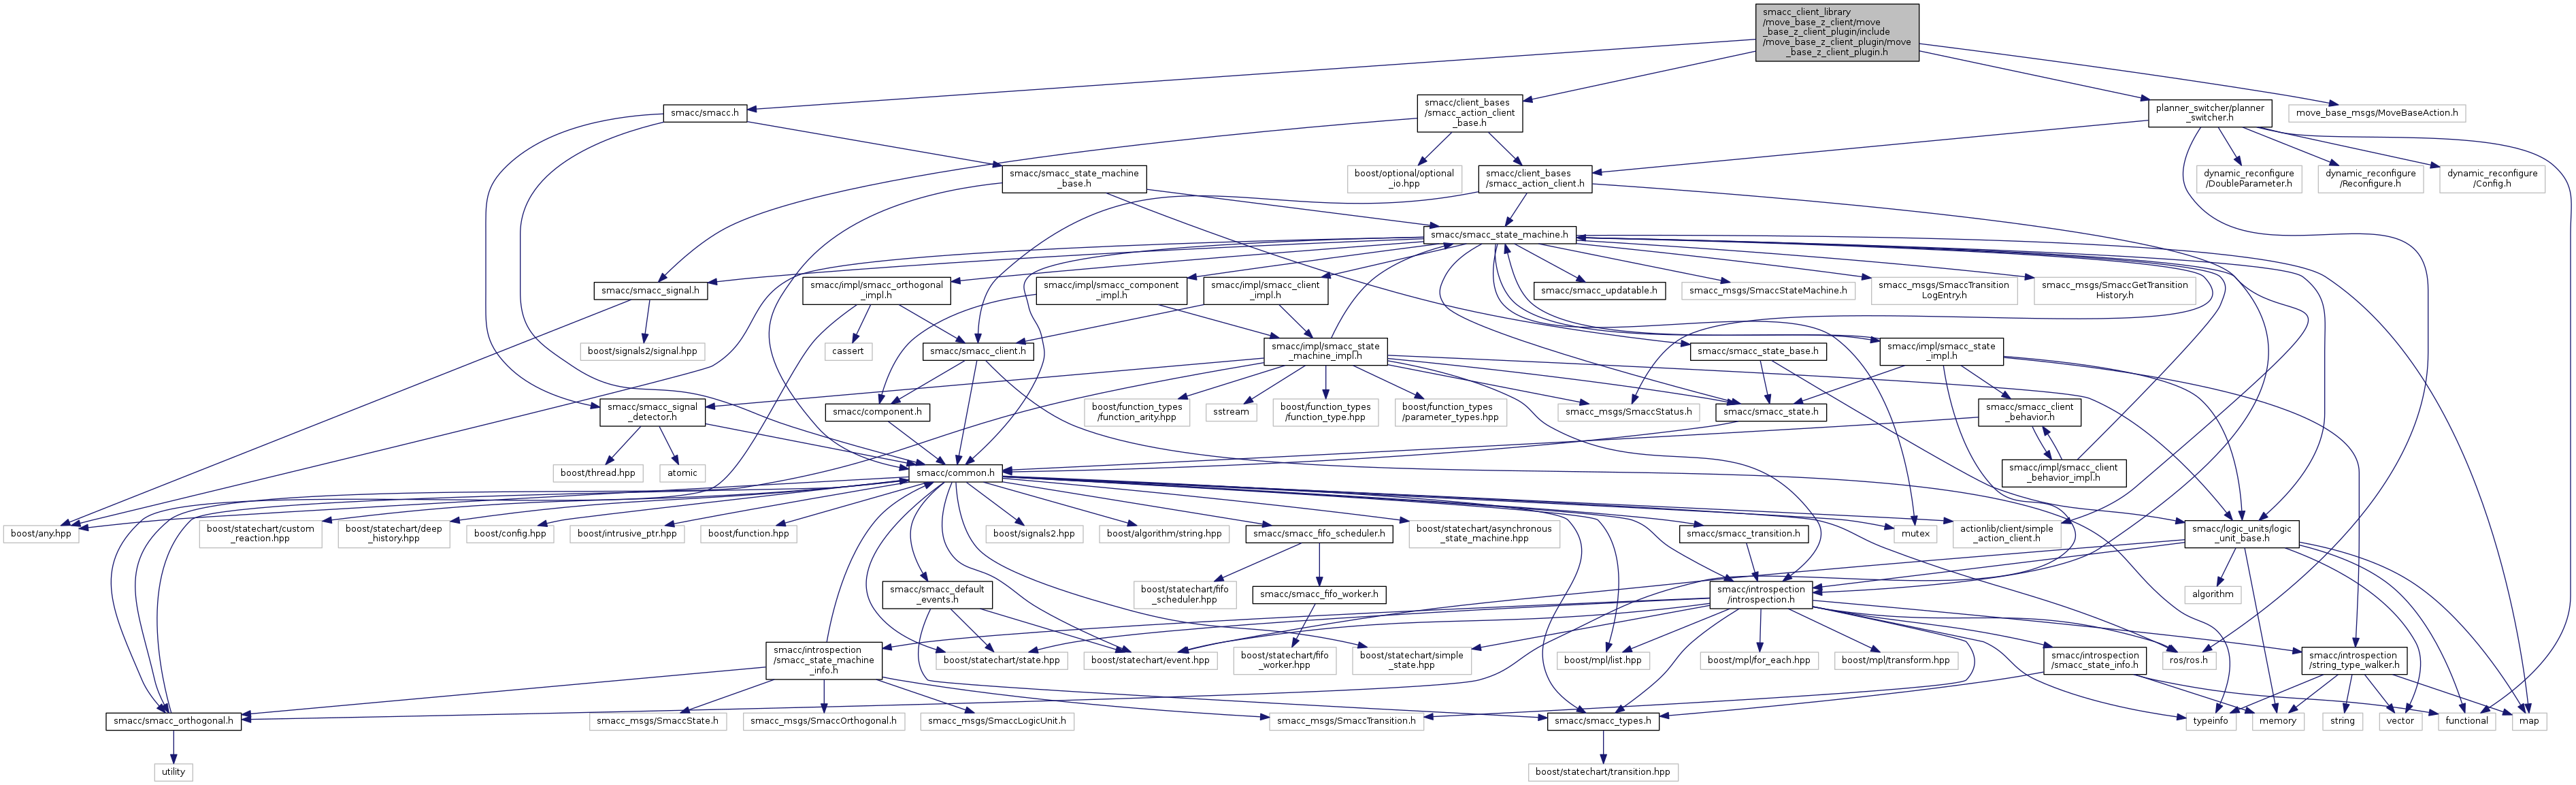 smacc_client_library
/move_base_z_client/move
_base_z_client_plugin/include
/move_base_z_client_plugin/move
_base_z_client_plugin.h
smacc/smacc.h
smacc/client_bases
/smacc_action_client
_base.h
planner_switcher/planner
_switcher.h
move_base_msgs/MoveBaseAction.h
smacc/smacc_state_machine
_base.h
boost/optional/optional
_io.hpp
smacc/client_bases
/smacc_action_client.h
dynamic_reconfigure
/DoubleParameter.h
dynamic_reconfigure
/Reconfigure.h
dynamic_reconfigure
/Config.h
smacc/smacc_state_machine.h
smacc/smacc_signal.h
smacc/impl/smacc_orthogonal
_impl.h
smacc/impl/smacc_component
_impl.h
smacc/impl/smacc_client
_impl.h
smacc/smacc_updatable.h
smacc_msgs/SmaccStateMachine.h
smacc_msgs/SmaccTransition
LogEntry.h
smacc_msgs/SmaccGetTransition
History.h
boost/signals2/signal.hpp
cassert
smacc/smacc_client.h
smacc/impl/smacc_state
_machine_impl.h
smacc/smacc_state_base.h
smacc/impl/smacc_state
_impl.h
smacc/smacc_signal
_detector.h
smacc/component.h
boost/function_types
/function_arity.hpp
sstream
boost/function_types
/function_type.hpp
boost/function_types
/parameter_types.hpp
smacc_msgs/SmaccStatus.h
smacc/smacc_state.h
smacc/smacc_client
_behavior.h
boost/thread.hpp
atomic
smacc/common.h
smacc/impl/smacc_client
_behavior_impl.h
boost/any.hpp
boost/statechart/custom
_reaction.hpp
boost/statechart/deep
_history.hpp
boost/config.hpp
boost/intrusive_ptr.hpp
boost/function.hpp
boost/signals2.hpp
boost/algorithm/string.hpp
smacc/smacc_fifo_scheduler.h
boost/statechart/asynchronous
_state_machine.hpp
smacc/smacc_transition.h
mutex
actionlib/client/simple
_action_client.h
smacc/logic_units/logic
_unit_base.h
smacc/smacc_default
_events.h
boost/statechart/fifo
_scheduler.hpp
smacc/smacc_fifo_worker.h
smacc/introspection
/introspection.h
algorithm
smacc/introspection
/smacc_state_machine
_info.h
boost/statechart/state.hpp
boost/statechart/event.hpp
boost/statechart/fifo
_worker.hpp
boost/statechart/simple
_state.hpp
boost/mpl/list.hpp
boost/mpl/for_each.hpp
boost/mpl/transform.hpp
smacc/introspection
/smacc_state_info.h
ros/ros.h
smacc/introspection
/string_type_walker.h
smacc/smacc_orthogonal.h
smacc_msgs/SmaccState.h
smacc_msgs/SmaccOrthogonal.h
smacc_msgs/SmaccLogicUnit.h
smacc_msgs/SmaccTransition.h
smacc/smacc_types.h
typeinfo
memory
string
vector
functional
map
utility
boost/statechart/transition.hpp